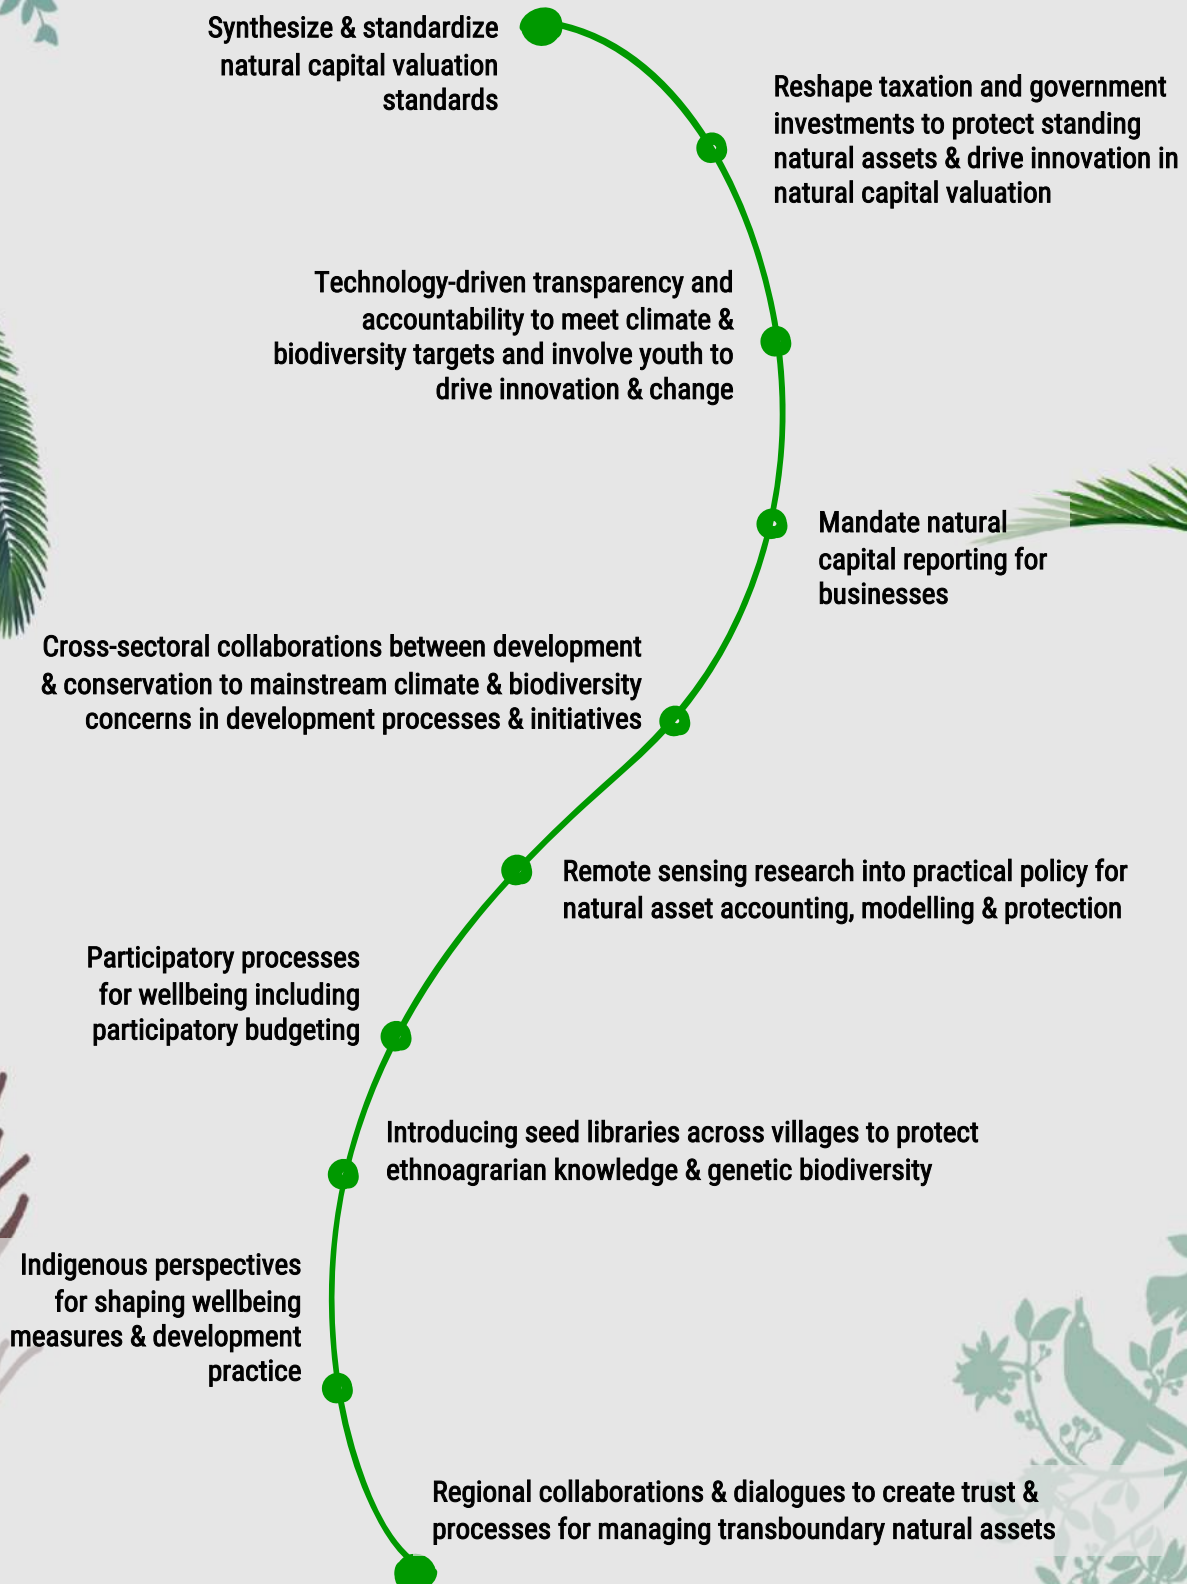 Synthesize & standardize
natural capital valuation
standards
Reshape taxation and government
investments to protect standing
natural assets & drive innovation in
natural capital valuation
Technology-driven transparency and
accountability to meet climate &
biodiversity targets and involve youth to
drive innovation & change
Mandate natural
capital reporting for
businesses
Cross-sectoral collaborations between development
& conservation to mainstream climate & biodiversity
concerns in development processes & initiatives
Remote sensing research into practical policy for
natural asset accounting, modelling & protection
Participatory processes
for wellbeing including
participatory budgeting
Introducing seed libraries across villages to protect
ethnoagrarian knowledge & genetic biodiversity
Indigenous perspectives
for shaping wellbeing
measures & development
practice
Regional collaborations & dialogues to create trust &
processes for managing transboundary natural assets